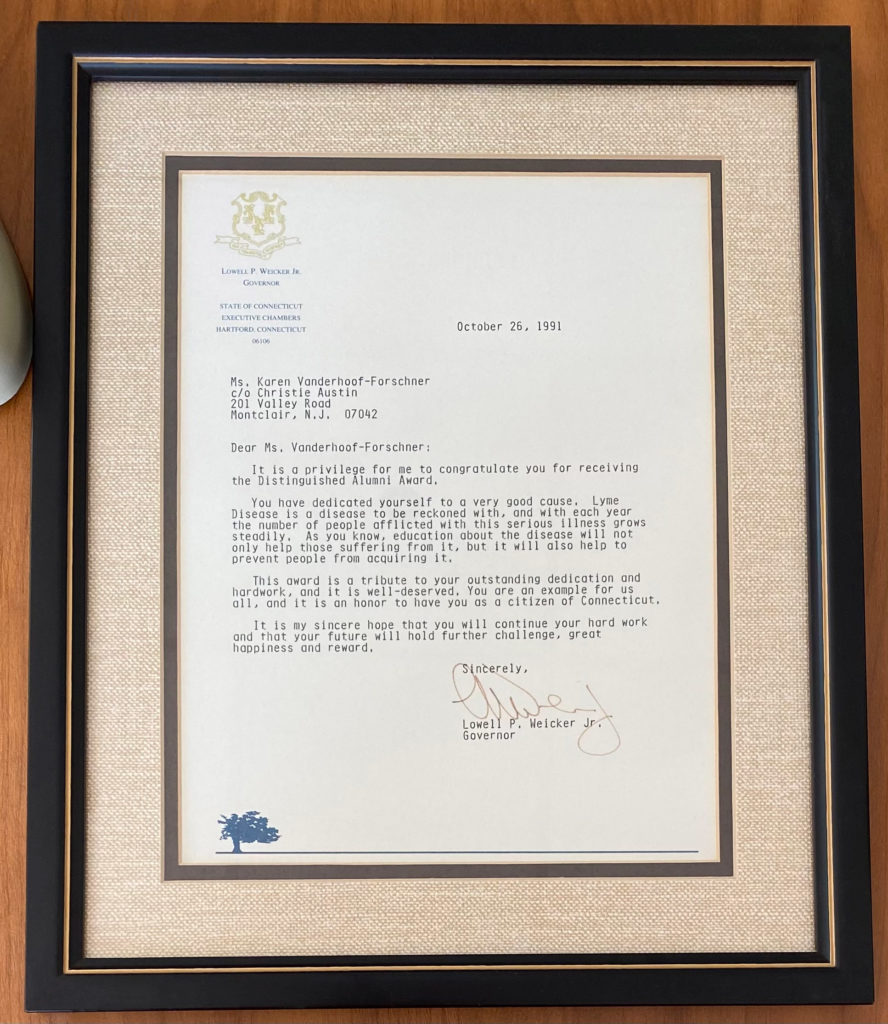 LOWELL P. WEICKER JR.
GOVERNOR
STATE OF CONNECTICUT
EXECUTIVE CHAMBERS
HARTFORD, CONNECTICUT
06106
October 26, 1991
Ms. Karen Vanderhoof-Forschner
c/o Christie Austin
201 Valley Road
Montclair, N.J. 07042
Dear Ms. Vanderhoof-Forschner:
It is a privilege for me to congratulate you for receiving
the Distinguished Alumni Award.
You have dedicated yourself to a very good cause. Lyme
Disease is a disease to be reckoned with, and with each year
the number of people afflicted with this serious illness grows
steadily. As you know, education about the disease will not
only help those suffering from it, but it will also help to
prevent people from acquiring it.
This award is a tribute to your outstanding dedication and
hardwork, and it is well-deserved. You are an example for us
all, and it is an honor to have you as a citizen of Connecticut.
It is my sincere hope that you will continue your hard work
and that your future will hold further challenge, great
happiness and reward.
Sincerely,
Lowell P. Weicker Jr.
Governor